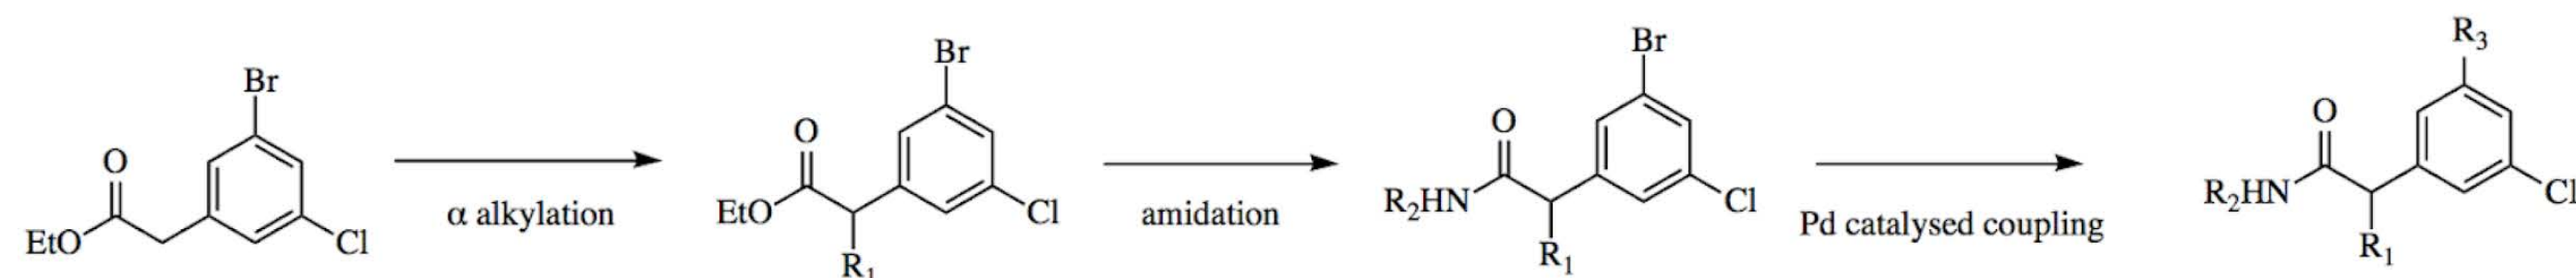 Br
O
EtO
Cl
α alkylation
Br
O
EtO
Cl
R₁
amidation
Br
O
R₂HN
Cl
R₁
Pd catalysed coupling
R₃
O
R₂HN
Cl
R₁